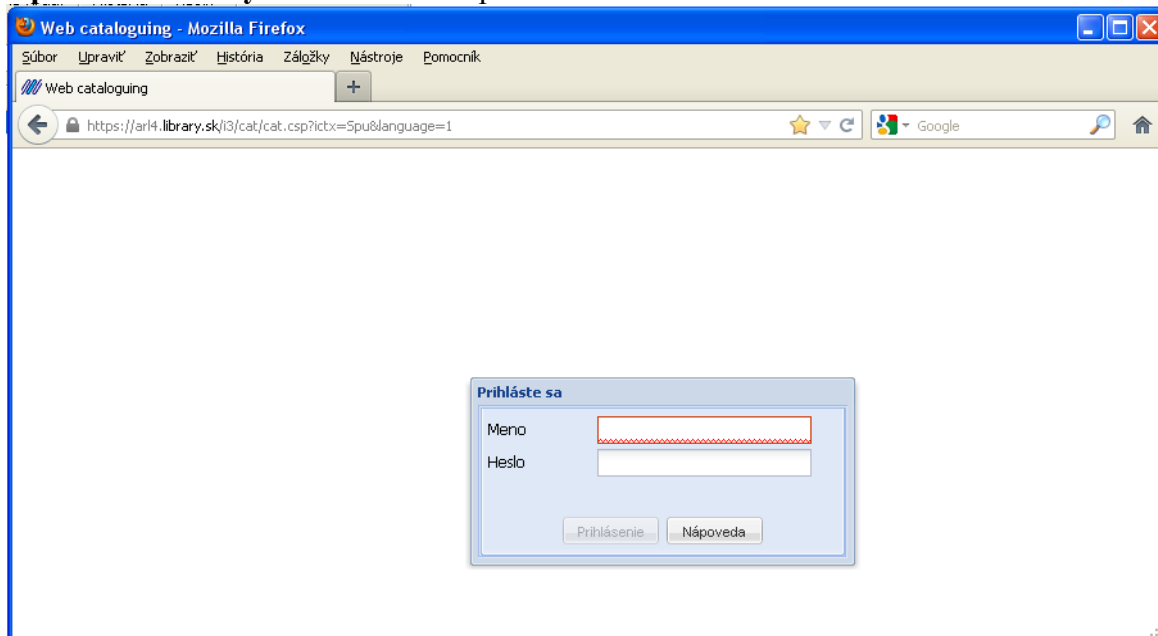 Web cataloguing - Mozilla Firefox
Súbor Upraviť Zobraziť História Záložky Nástroje Pomocník
Web cataloguing +
https://arl4.library.sk/i3/cat/cat.csp?ictx=Spu&language=1 Google
Prihláste sa
Meno
Heslo
Prihlásenie Nápoveda